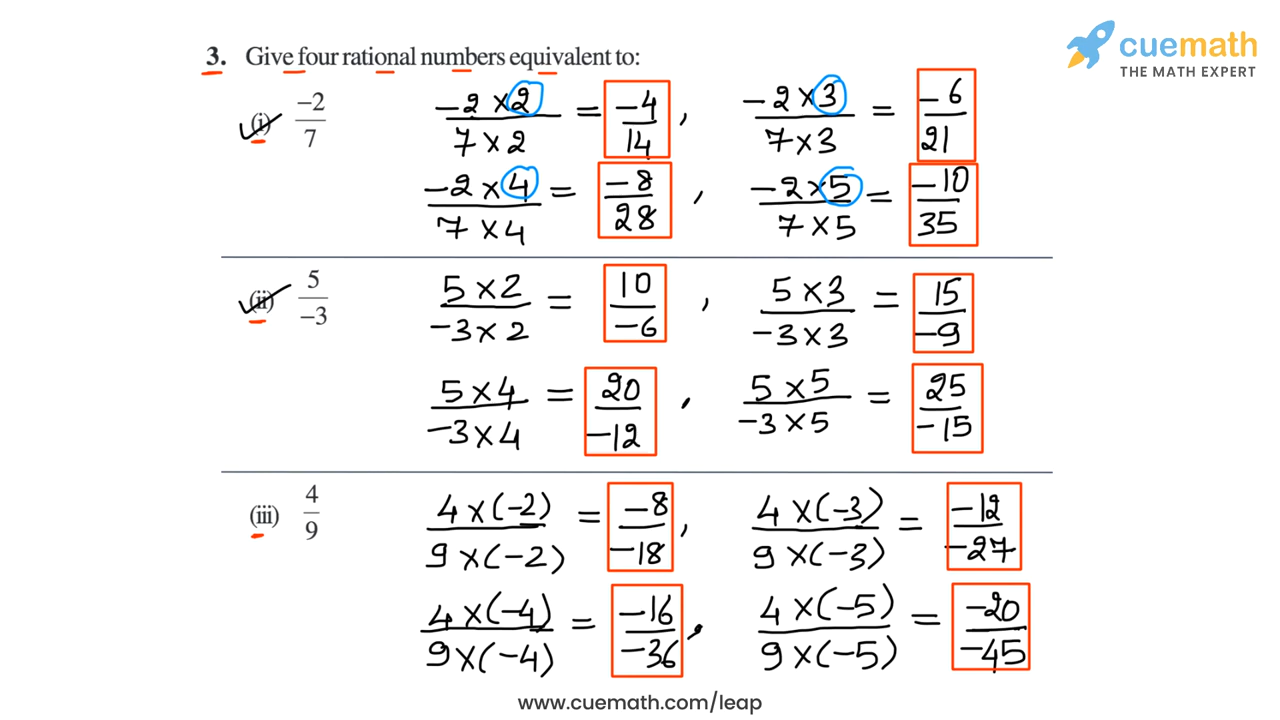 cuemath
THE MATH EXPERT
3. Give four rational numbers equivalent to:
(i) -2/7
-2 × 2 / 7 × 2 = -4/14 , -2 × 3 / 7 × 3 = -6/21
-2 × 4 / 7 × 4 = -8/28 , -2 × 5 / 7 × 5 = -10/35
(ii) 5/-3
5 × 2 / -3 × 2 = 10/-6 , 5 × 3 / -3 × 3 = 15/-9
5 × 4 / -3 × 4 = 20/-12 , 5 × 5 / -3 × 5 = 25/-15
(iii) 4/9
4 × (-2) / 9 × (-2) = -8/-18 , 4 × (-3) / 9 × (-3) = -12/-27
4 × (-4) / 9 × (-4) = -16/-36 , 4 × (-5) / 9 × (-5) = -20/-45
www.cuemath.com/leap